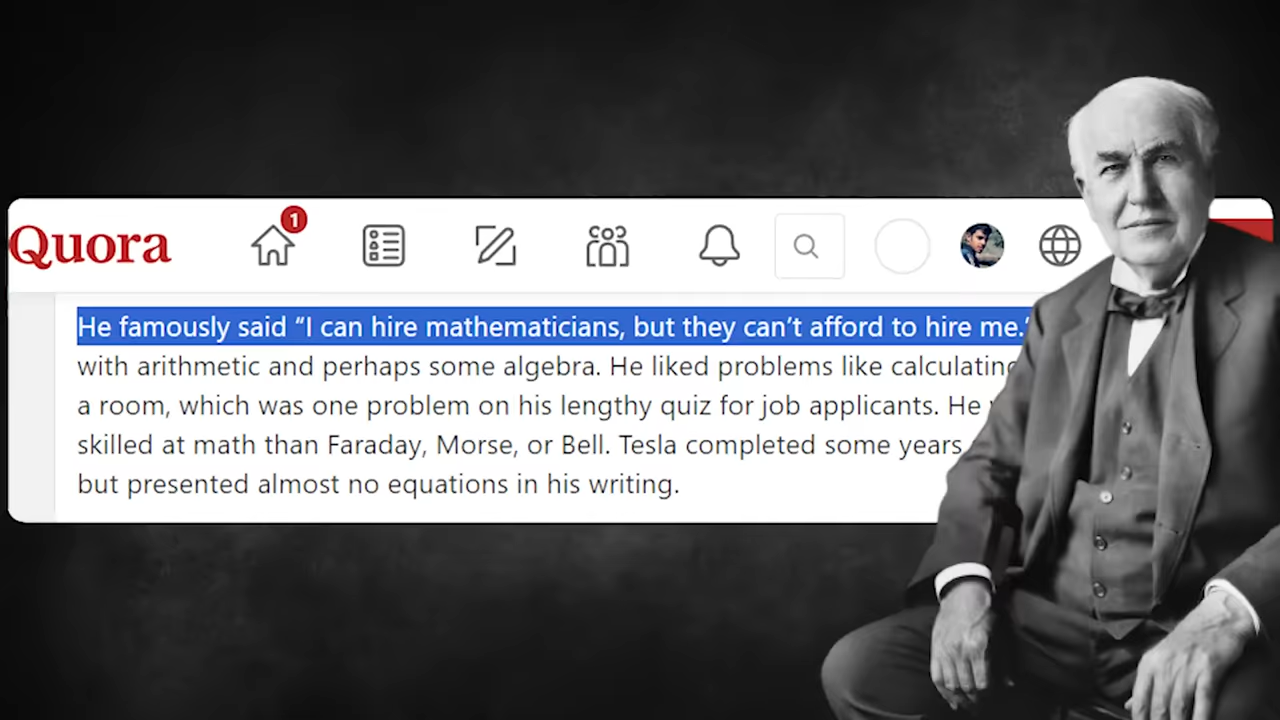 Quora
1
He famously said “I can hire mathematicians, but they can’t afford to hire me.”
with arithmetic and perhaps some algebra. He liked problems like calculating
a room, which was one problem on his lengthy quiz for job applicants. He
skilled at math than Faraday, Morse, or Bell. Tesla completed some years
but presented almost no equations in his writing.